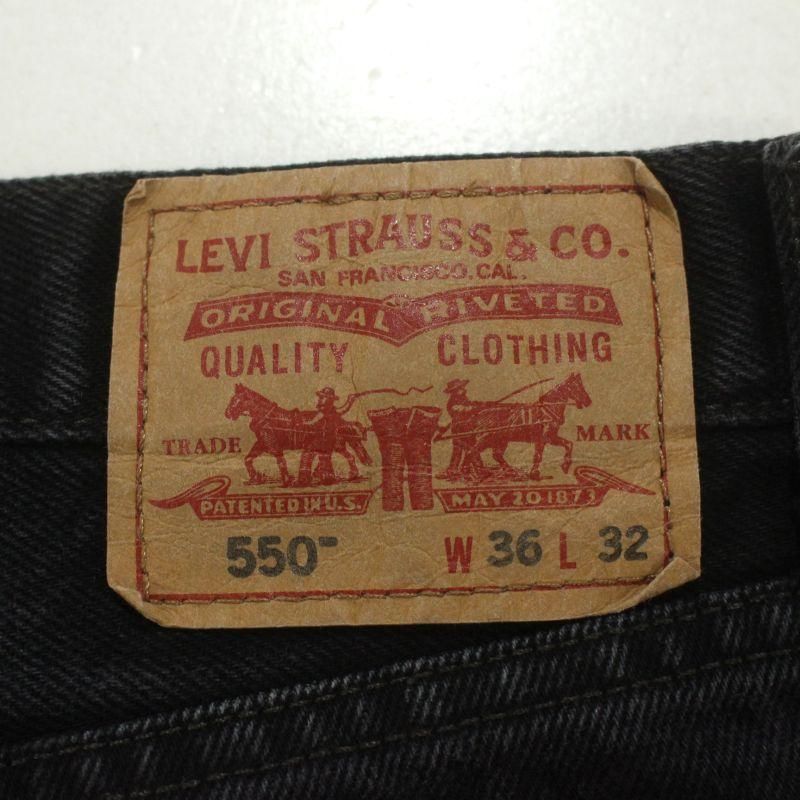 LEVI STRAUSS & CO.
SAN FRANCISCO, CAL.
ORIGINAL RIVETED
QUALITY CLOTHING
TRADE MARK
PATENTED IN U.S. MAY 20 1873
550™ W 36 L 32